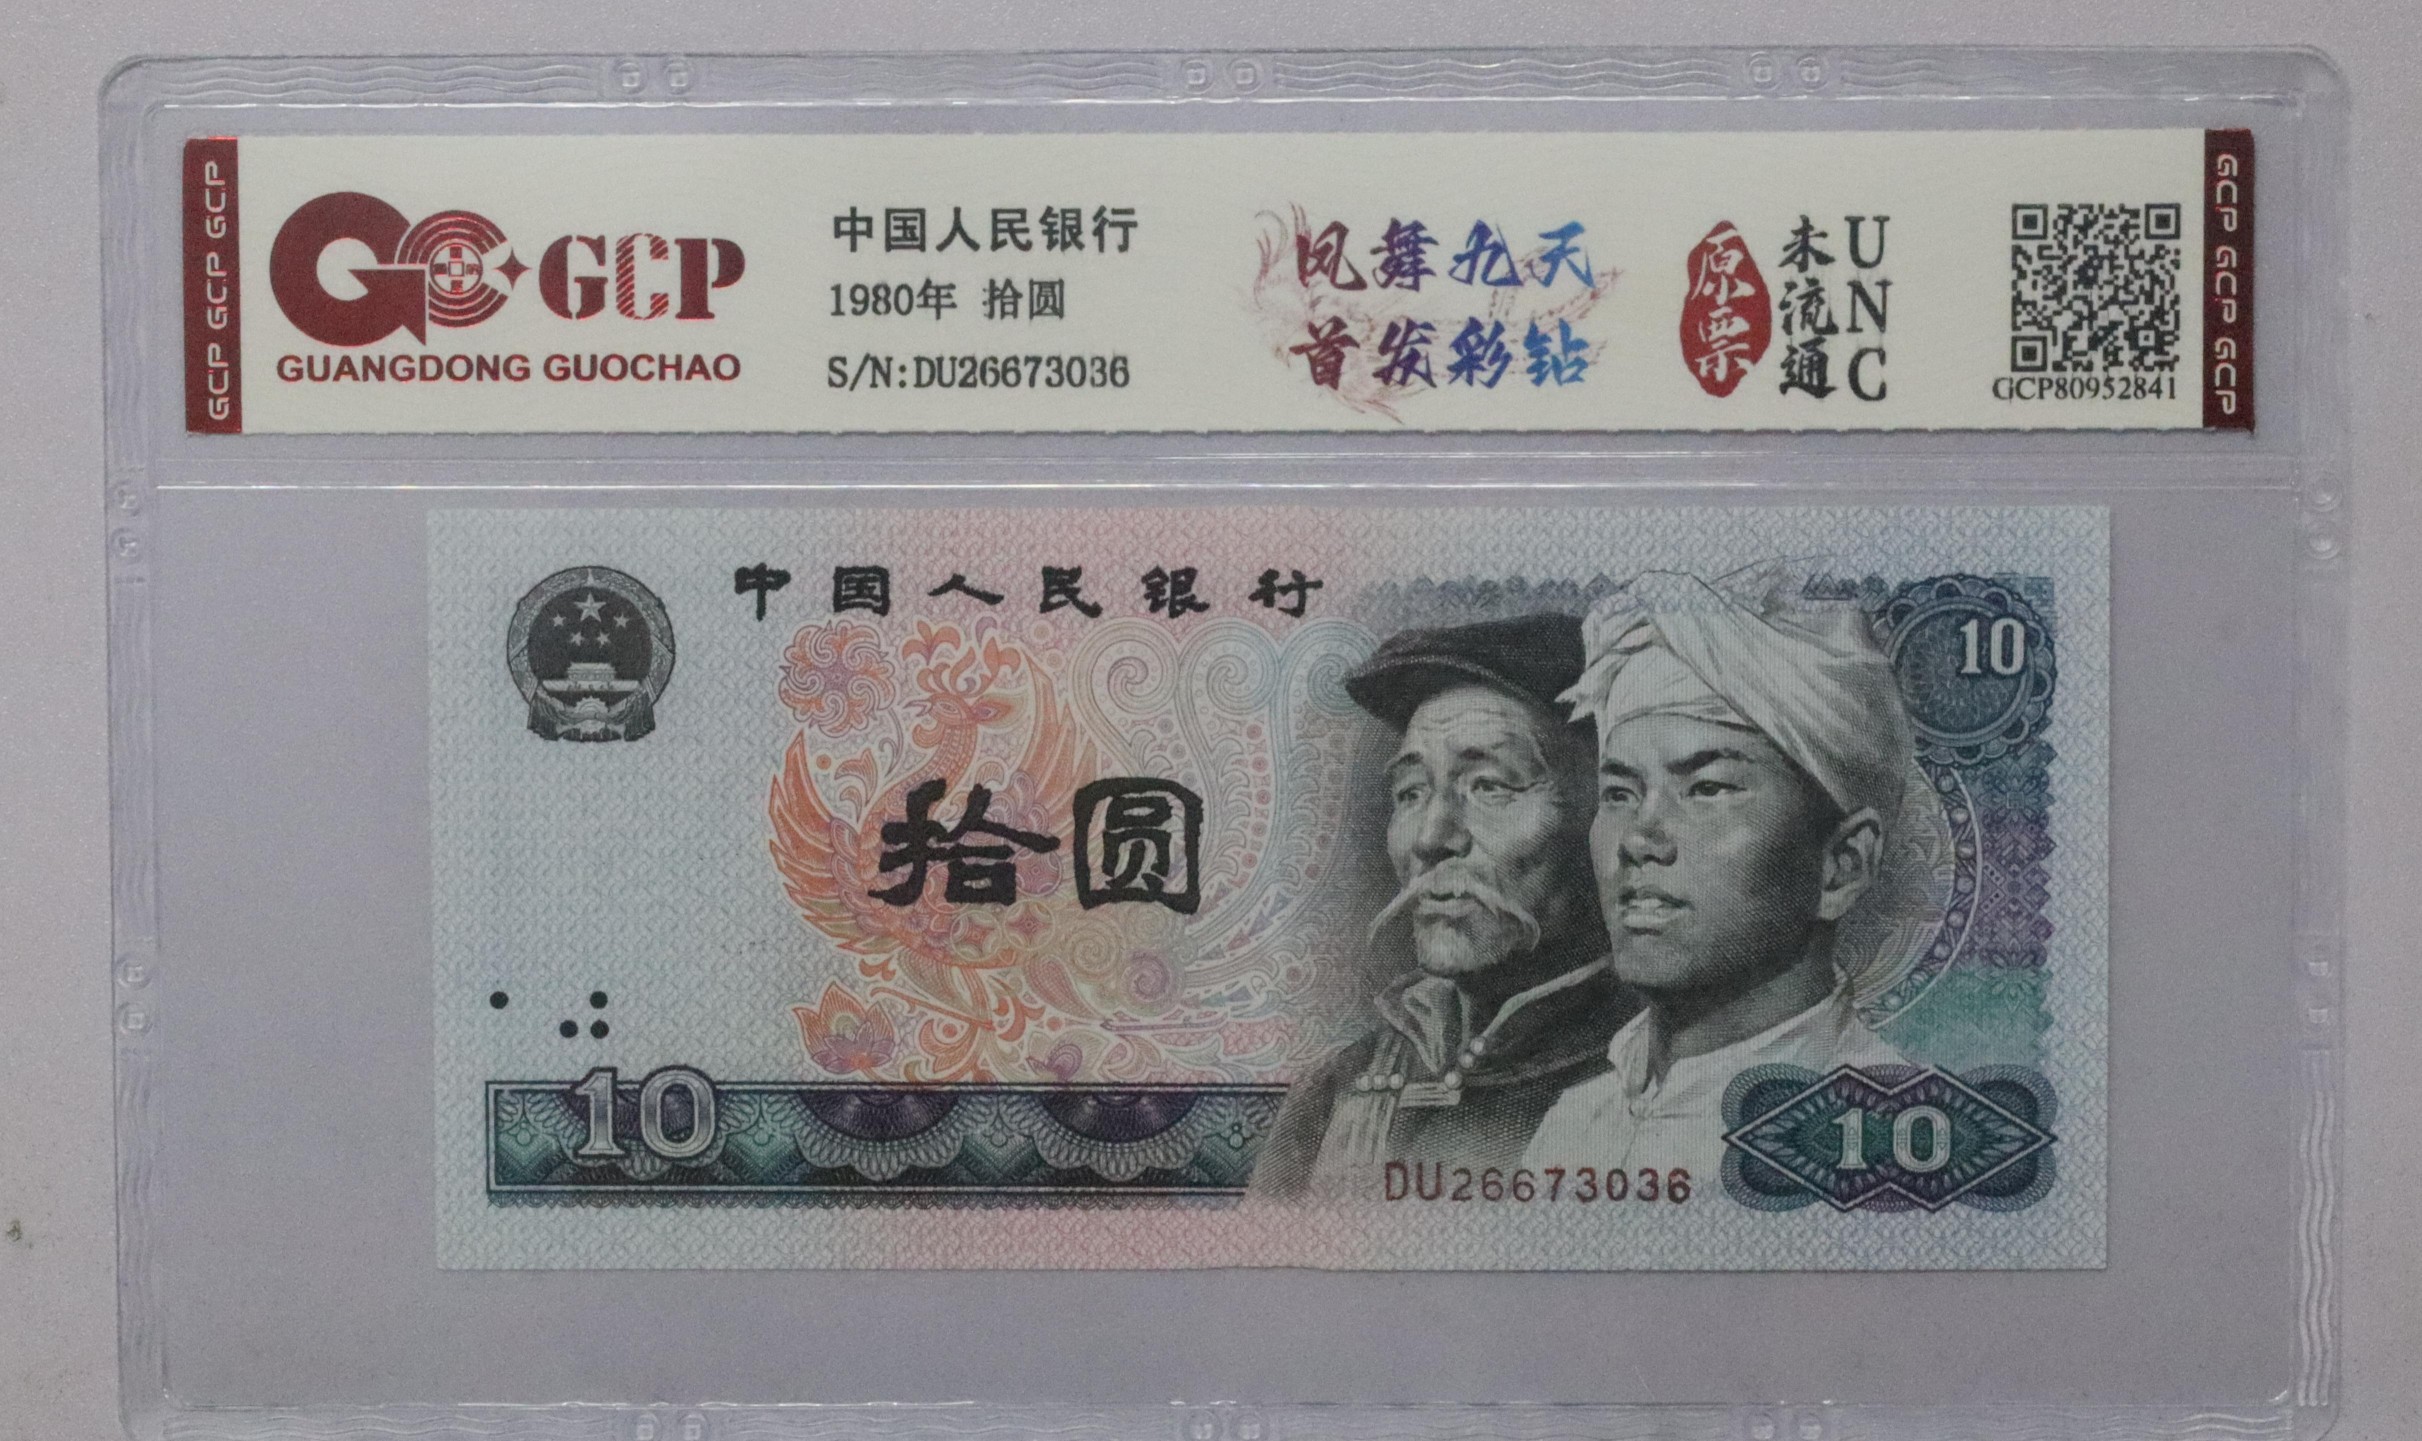 GCP GCP GCP
GCP
GUANGDONG GUOCHAO
中国人民银行
1980年 拾圆
S/N:DU26673036
凤舞九天
首发彩钻
原票
未流通
UNC
GCP80952841
GCP GCP GCP
中国人民银行
10
拾圆
10
DU26673036
10